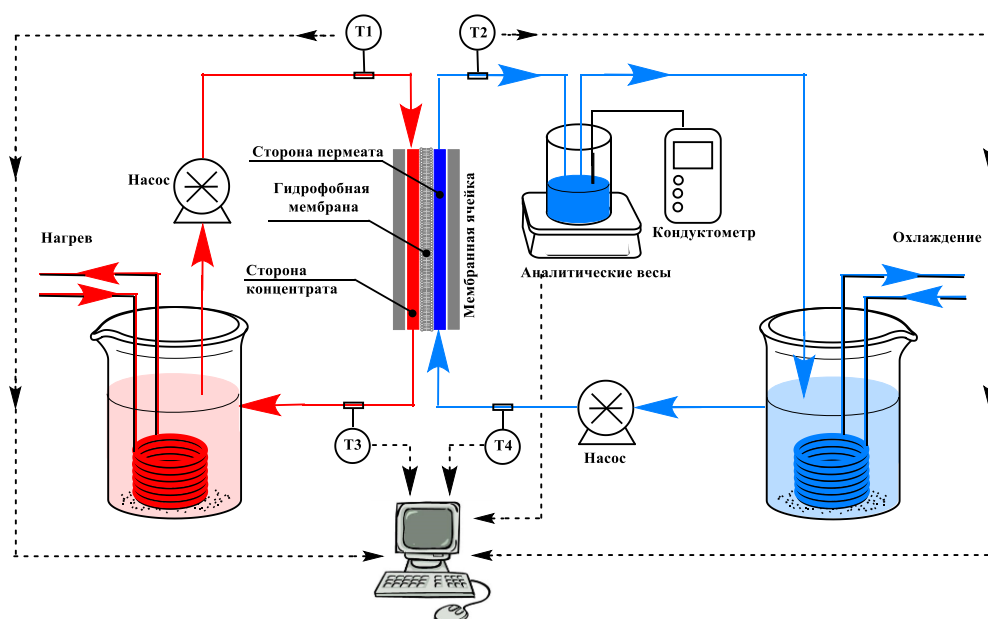 T1
T2
Сторона пермеата
Насос
Гидрофобная
мембрана
Мембранная ячейка
Кондуктометр
Нагрев
Охлаждение
Аналитические весы
Сторона
концентрата
T3
T4
Насос